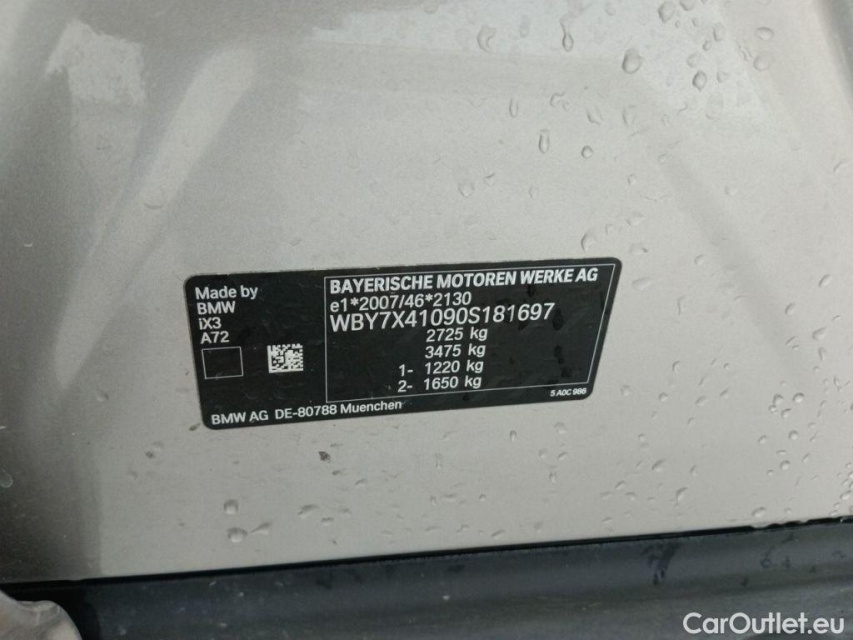 Made by
BMW
iX3
A72
BMW AG DE-80788 Muenchen
BAYERISCHE MOTOREN WERKE AG
e1*2007/46*2130
WBY7X41090S181697
2725 kg
3475 kg
1- 1220 kg
2- 1650 kg
5 A0C 986
CarOutlet.eu